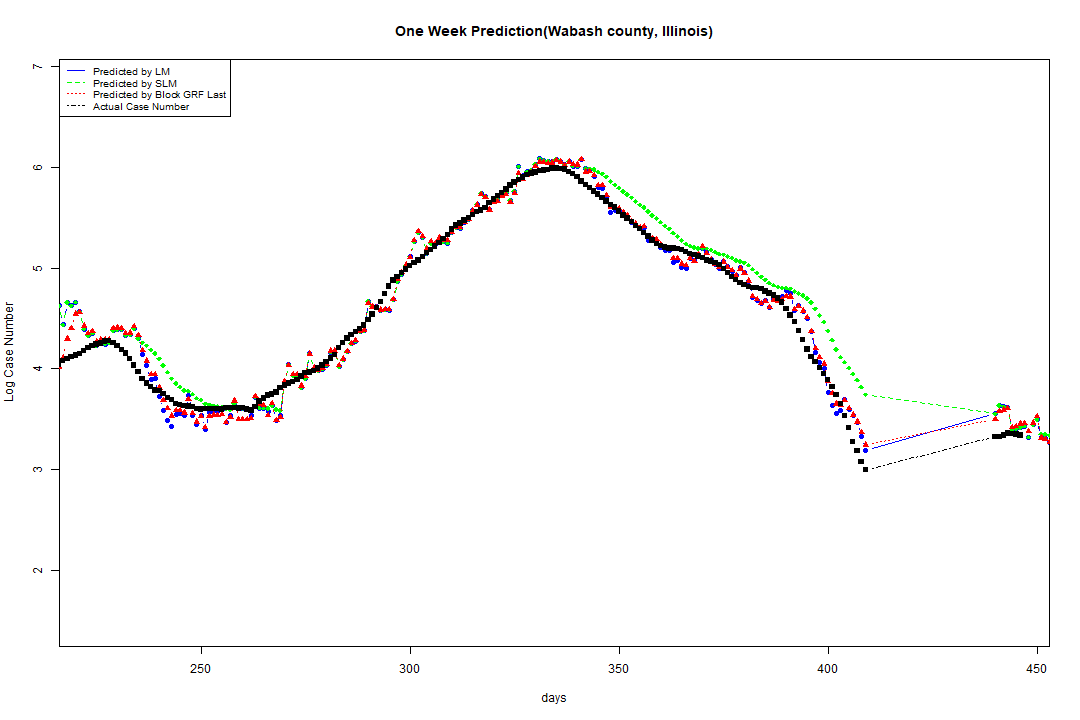 One Week Prediction(Wabash county, Illinois)
Predicted by LM
Predicted by SLM
Predicted by Block GRF Last
Actual Case Number
7
6
5
4
3
2
Log Case Number
250 300 350 400 450
days